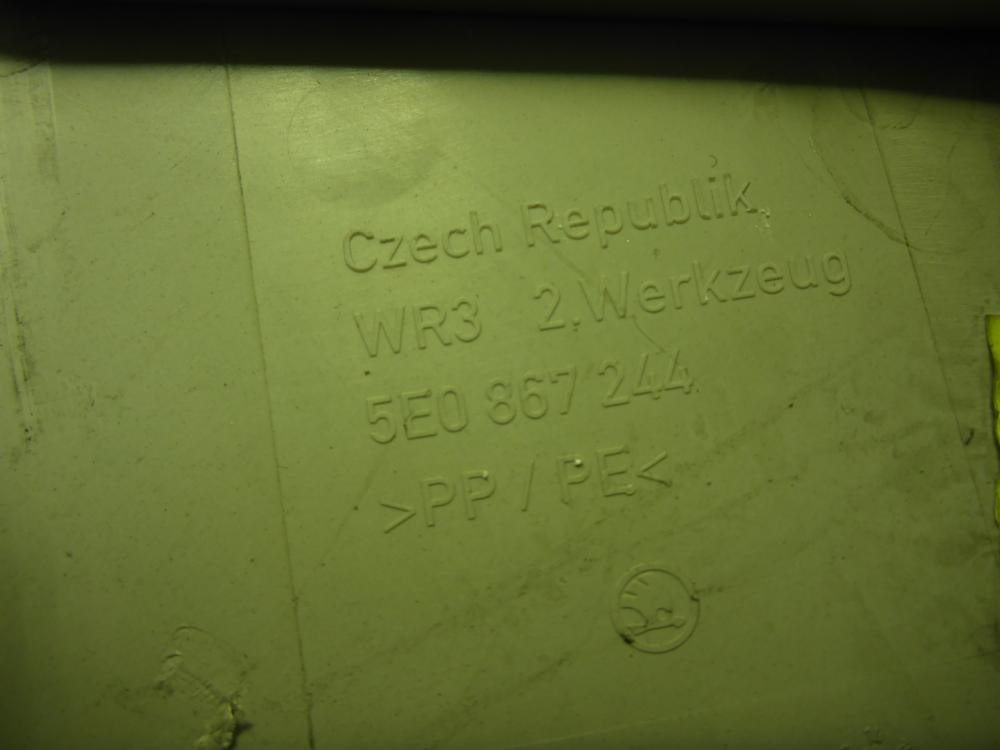 Czech Republik
WR3 2.Werkzeug
5E0 867 244
>PP / PE<